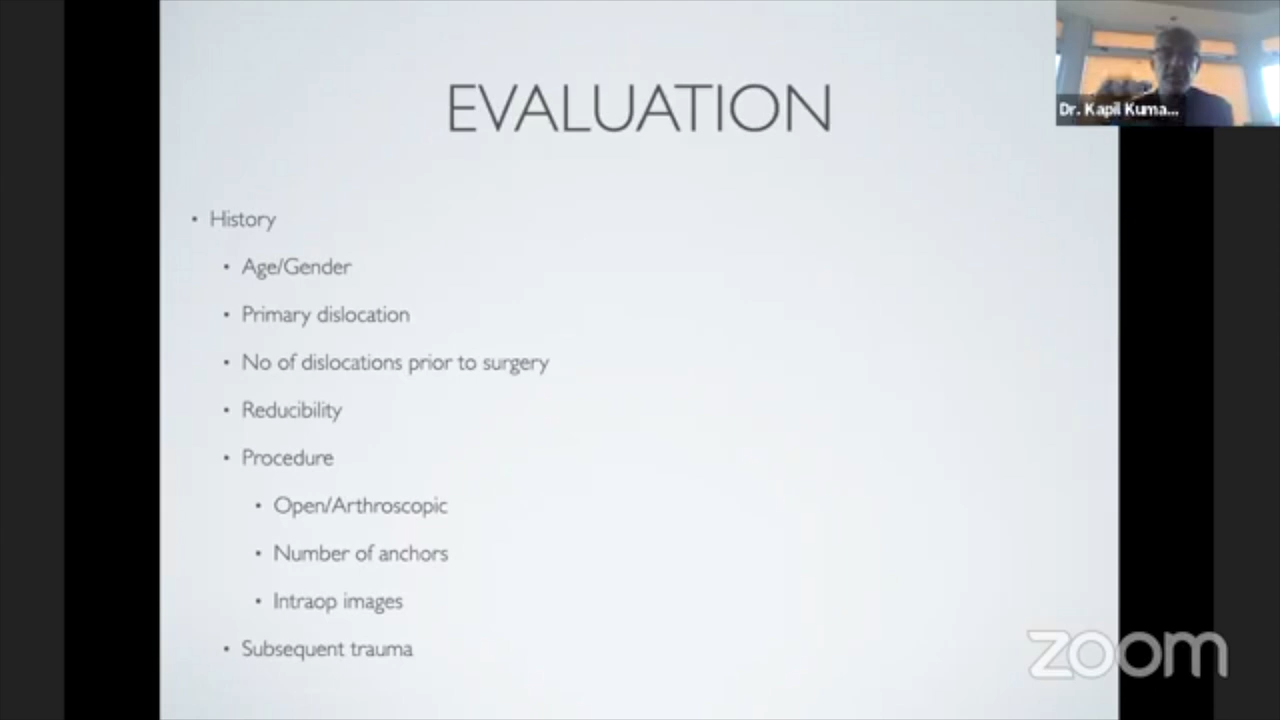 EVALUATION
Dr. Kapil Kuma...
• History
• Age/Gender
• Primary dislocation
• No of dislocations prior to surgery
• Reducibility
• Procedure
• Open/Arthroscopic
• Number of anchors
• Intraop images
• Subsequent trauma
zoom